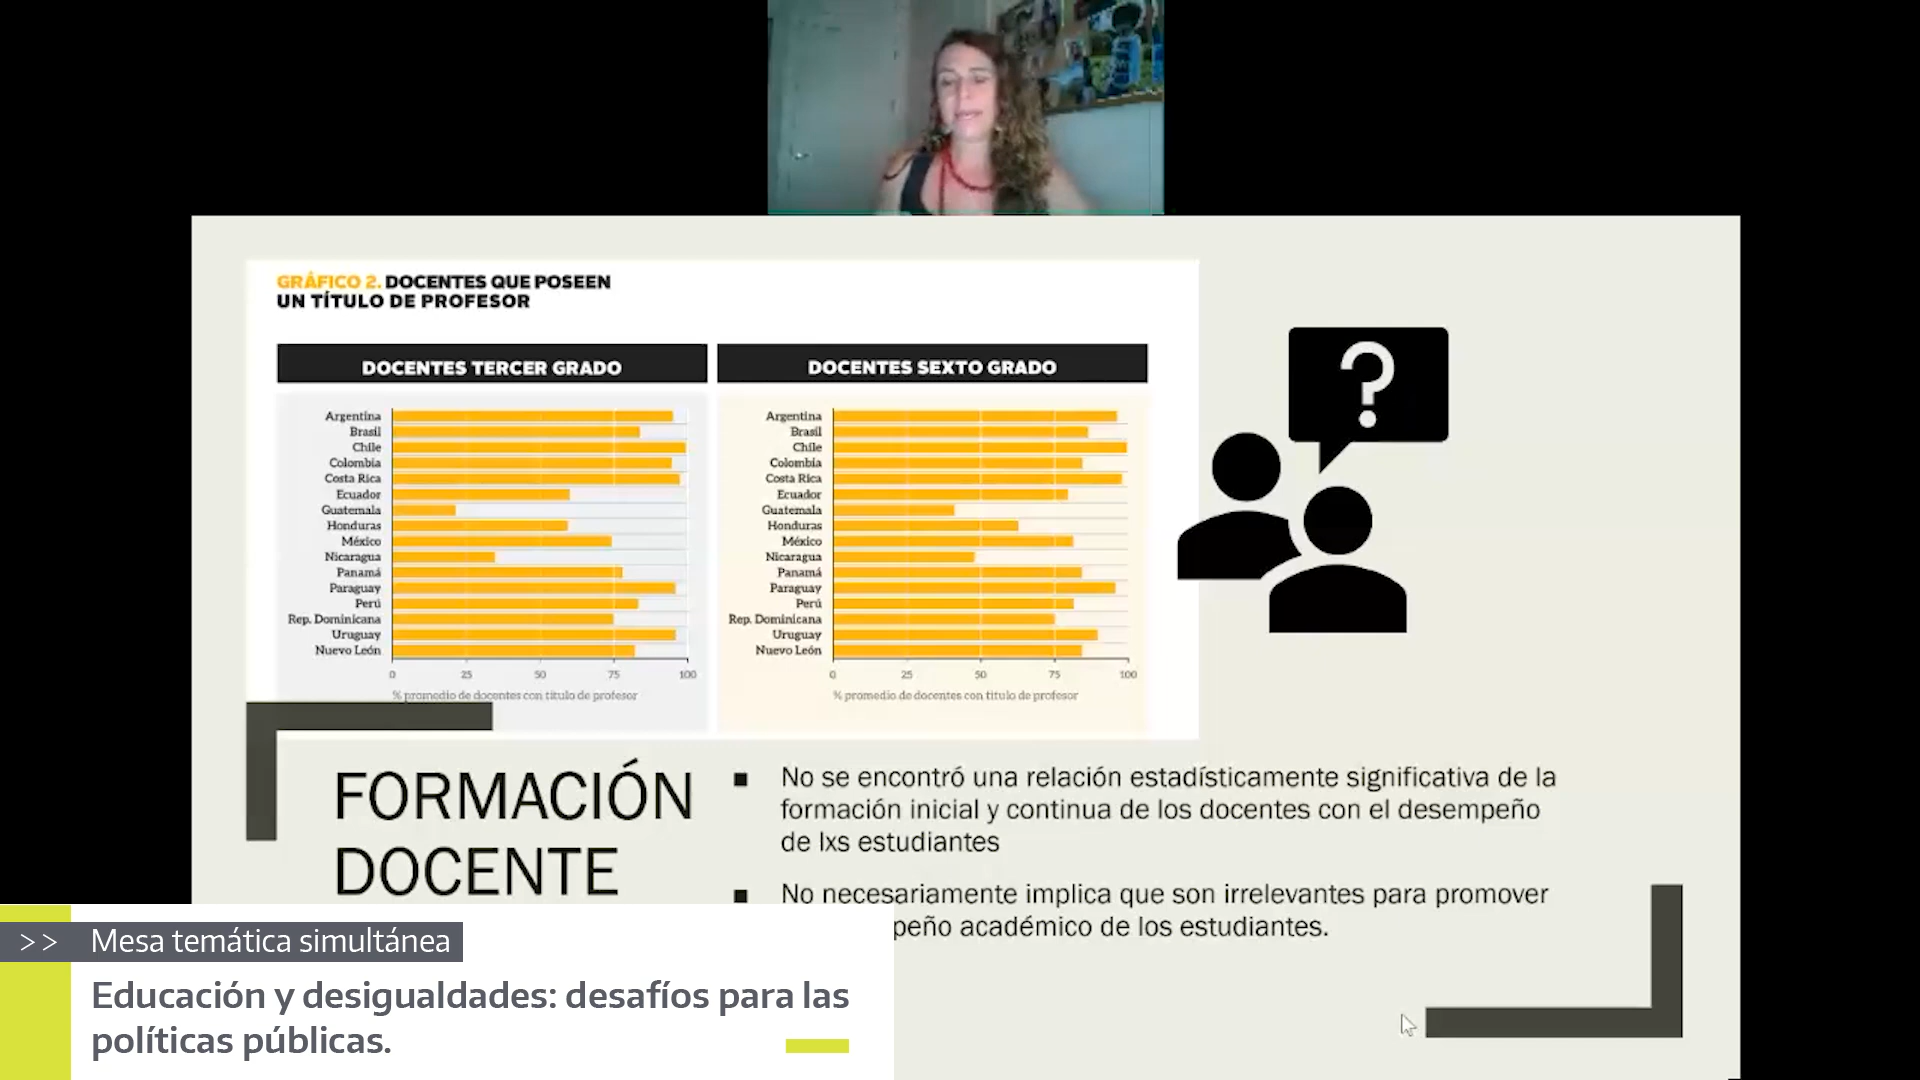 GRÁFICO 2. DOCENTES QUE POSEEN
UN TÍTULO DE PROFESOR
DOCENTES TERCER GRADO
Argentina
Brasil
Chile
Colombia
Costa Rica
Ecuador
Guatemala
Honduras
México
Nicaragua
Panamá
Paraguay
Perú
Rep. Dominicana
Uruguay
Nuevo León
0 25 50 75 100
% promedio de docentes con título de profesor
DOCENTES SEXTO GRADO
Argentina
Brasil
Chile
Colombia
Costa Rica
Ecuador
Guatemala
Honduras
México
Nicaragua
Panamá
Paraguay
Perú
Rep. Dominicana
Uruguay
Nuevo León
0 25 50 75 100
% promedio de docentes con título de profesor
?
FORMACIÓN
DOCENTE
■ No se encontró una relación estadísticamente significativa de la
formación inicial y continua de los docentes con el desempeño
de lxs estudiantes
■ No necesariamente implica que son irrelevantes para promover
peño académico de los estudiantes.
>> Mesa temática simultánea
Educación y desigualdades: desafíos para las
políticas públicas.